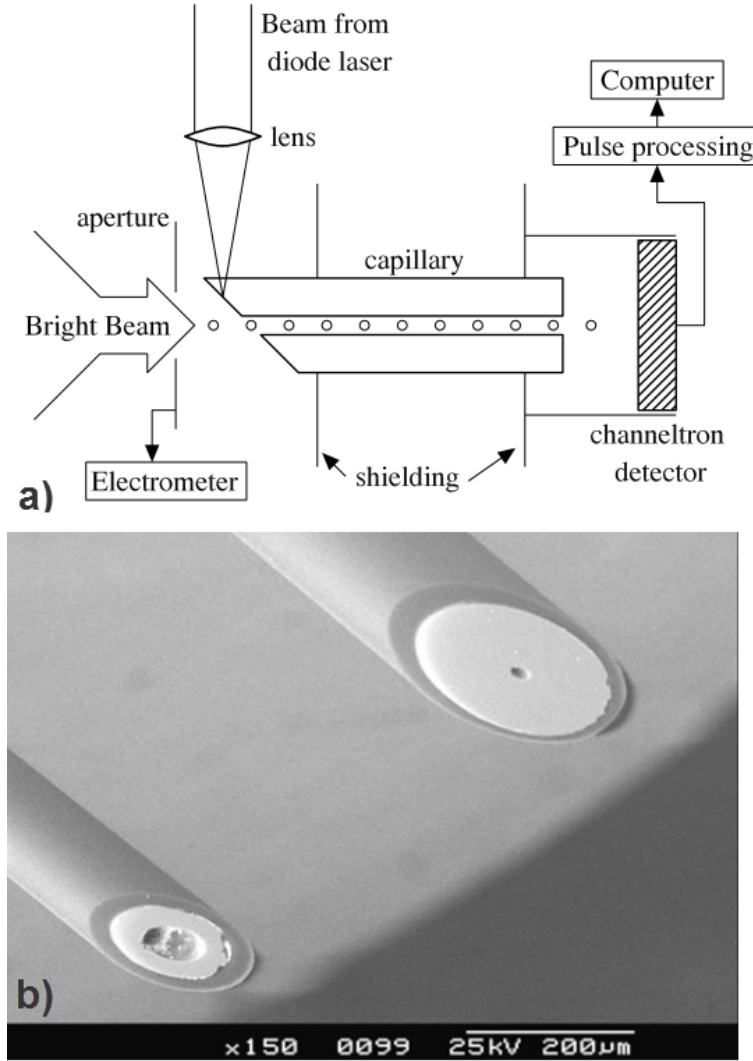 Beam from
diode laser
Computer
lens
Pulse processing
aperture
capillary
Bright Beam
channeltron
detector
shielding
Electrometer
a)
b)
x150 0099 25kV 200µm